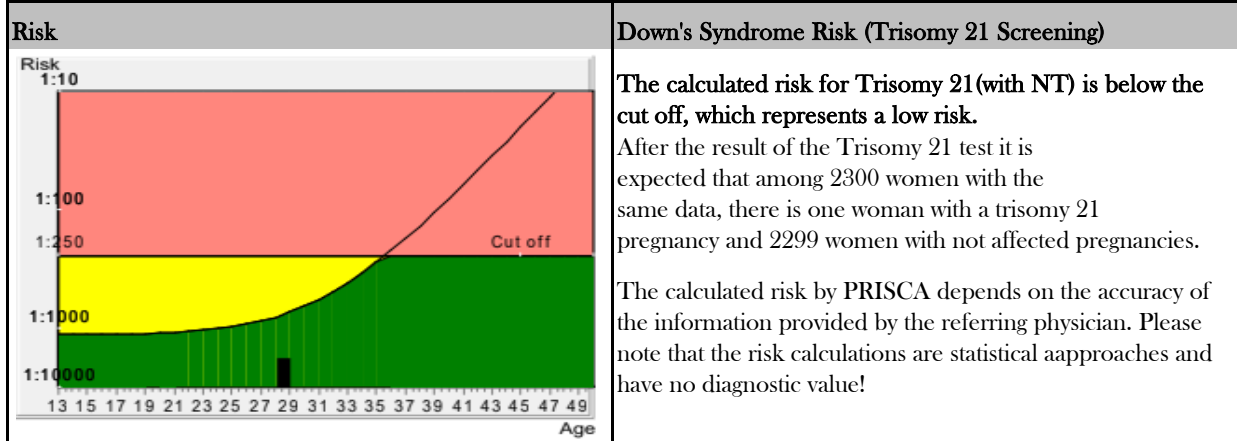 Risk
Down's Syndrome Risk (Trisomy 21 Screening)
Risk
1:10
1:100
1:250
Cut off
1:1000
1:10000
13 15 17 19 21 23 25 27 29 31 33 35 37 39 41 43 45 47 49
Age
The calculated risk for Trisomy 21(with NT) is below the
cut off, which represents a low risk.
After the result of the Trisomy 21 test it is
expected that among 2300 women with the
same data, there is one woman with a trisomy 21
pregnancy and 2299 women with not affected pregnancies.
The calculated risk by PRISCA depends on the accuracy of
the information provided by the referring physician. Please
note that the risk calculations are statistical aapproaches and
have no diagnostic value!